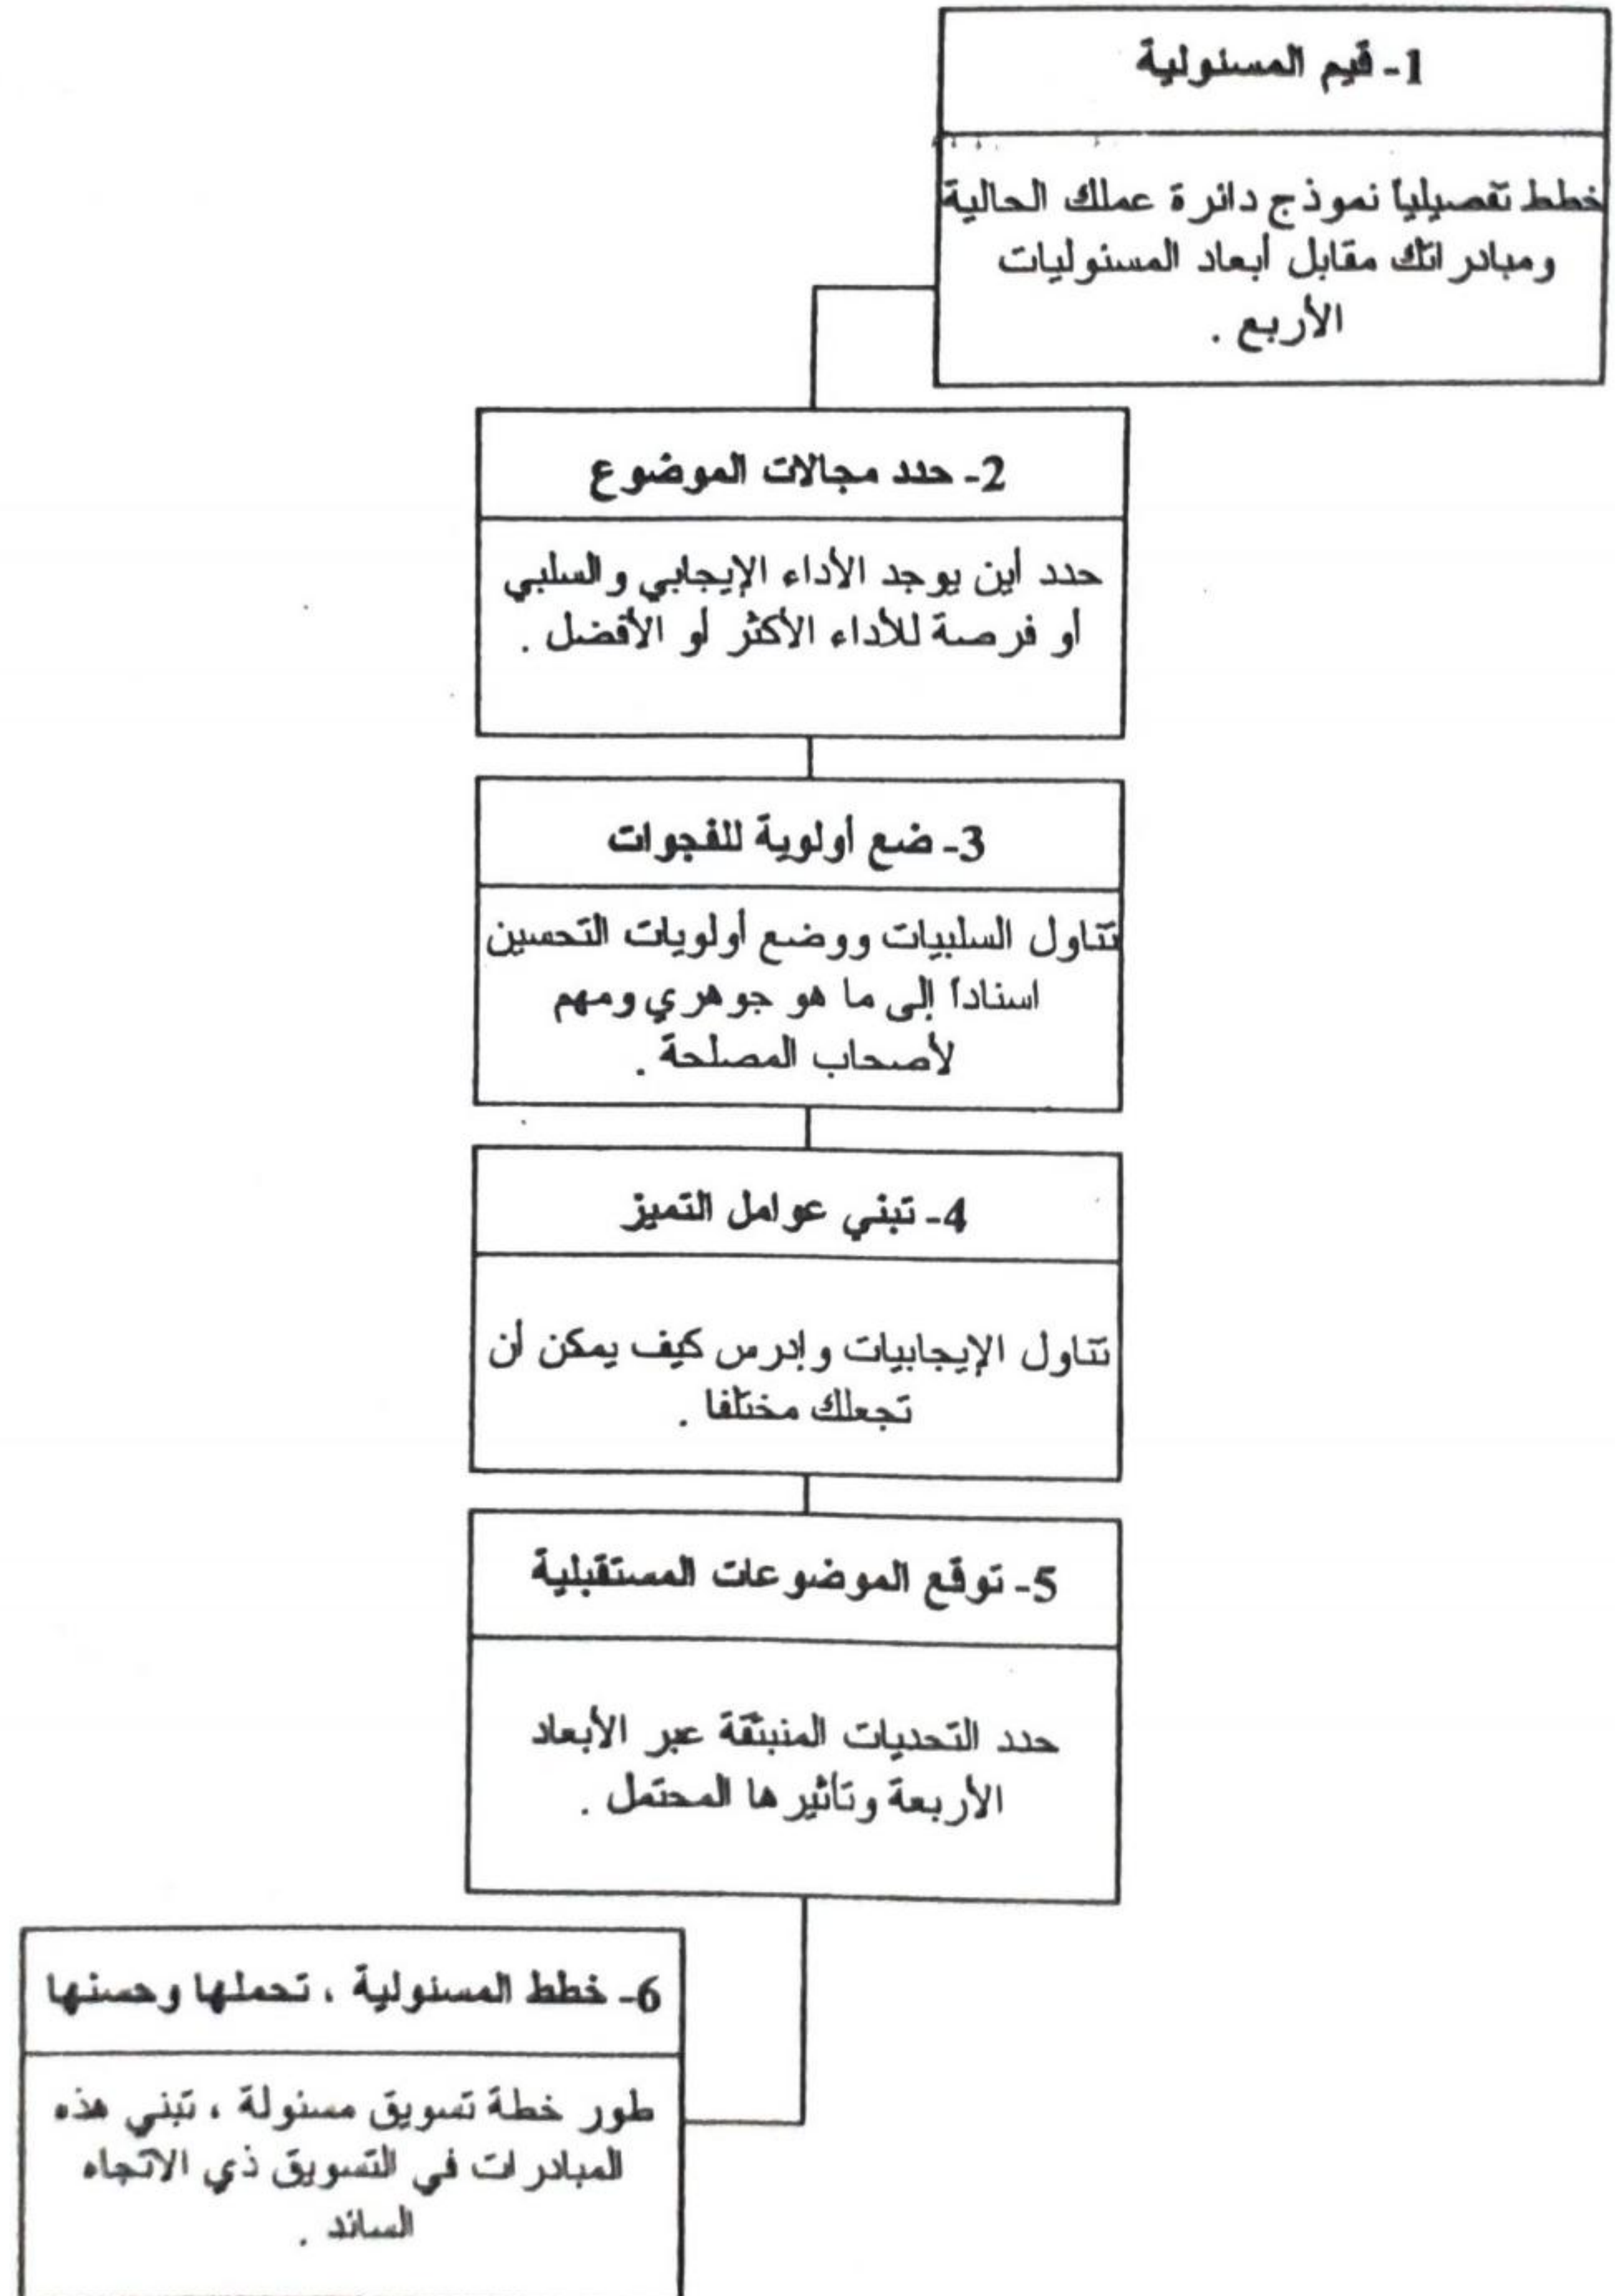 1- قيم المسئولية
خطط تفصيلياً نموذج دائرة عملك الحالية
ومبادراتك مقابل أبعاد المسئوليات
الأربع .
2- حدد مجالات الموضوع
حدد أين يوجد الأداء الإيجابي والسلبي
أو فرصة للأداء الأكثر أو الأفضل .
3- ضع أولوية للفجوات
تتاول السلبيات ووضع أولويات التحسين
اسناداً إلى ما هو جوهري ومهم
لأصحاب المصلحة .
4- تبني عوامل التميز
تتاول الإيجابيات وإدرس كيف يمكن أن
تجعلك مختلفا .
5- توقع الموضوعات المستقبلية
حدد التحديات المنبثقة عبر الأبعاد
الأربعة وتأثيرها المحتمل .
6- خطط المسئولية ، تحملها وحسنها
طور خطة تسويق مسئولة ، تبني هذه
المبادرات في التسويق ذي الاتجاه
السائد .